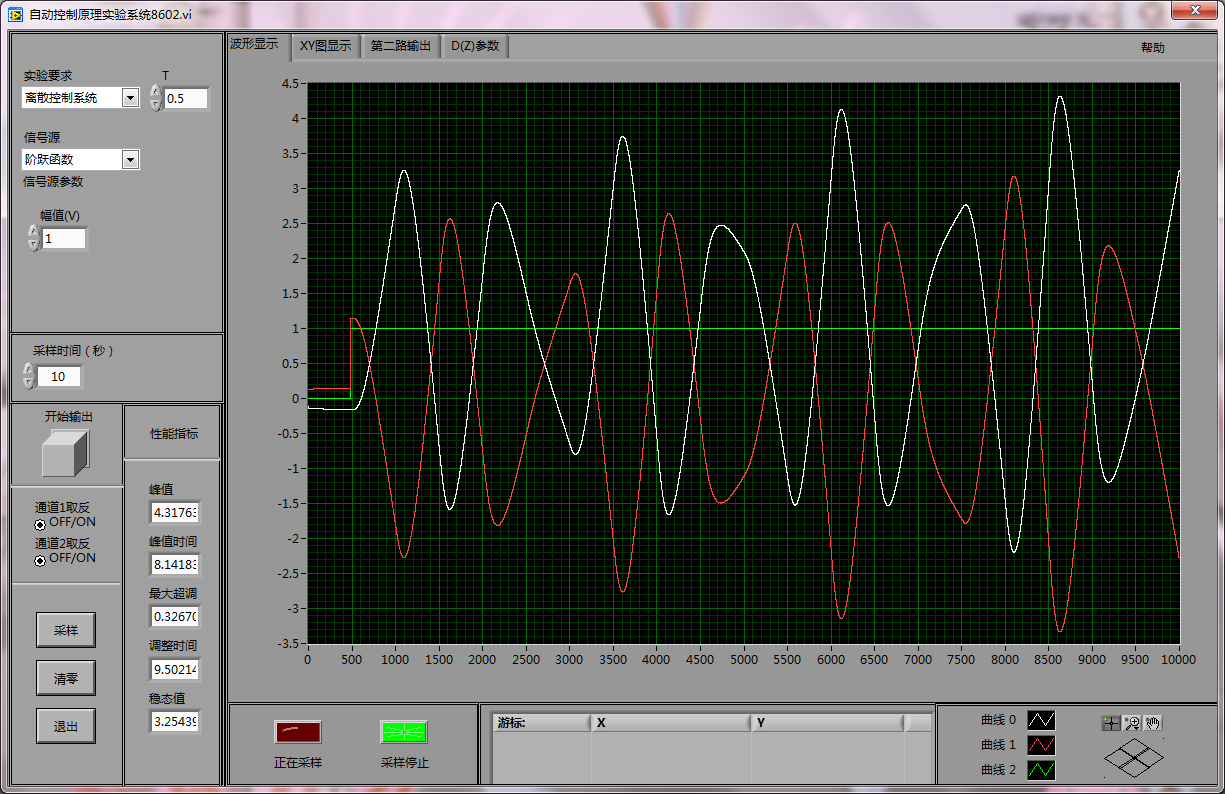 自动控制原理实验系统8602.vi
实验要求
T
离散控制系统
0.5
信号源
阶跃函数
信号源参数
幅值(V)
1
采样时间（秒）
10
开始输出
通道1取反
OFF/ON
通道2取反
OFF/ON
采样
清零
退出
性能指标
峰值
4.3176
峰值时间
8.1418
最大超调
0.3267
调整时间
9.5021
稳态值
3.2543
波形显示
XY图显示
第二路输出
D(Z)参数
帮助
4.5
4
3.5
3
2.5
2
1.5
1
0.5
0
-0.5
-1
-1.5
-2
-2.5
-3
-3.5
0 500 1000 1500 2000 2500 3000 3500 4000 4500 5000 5500 6000 6500 7000 7500 8000 8500 9000 9500 10000
正在采样
采样停止
游标:
X
Y
曲线 0
曲线 1
曲线 2